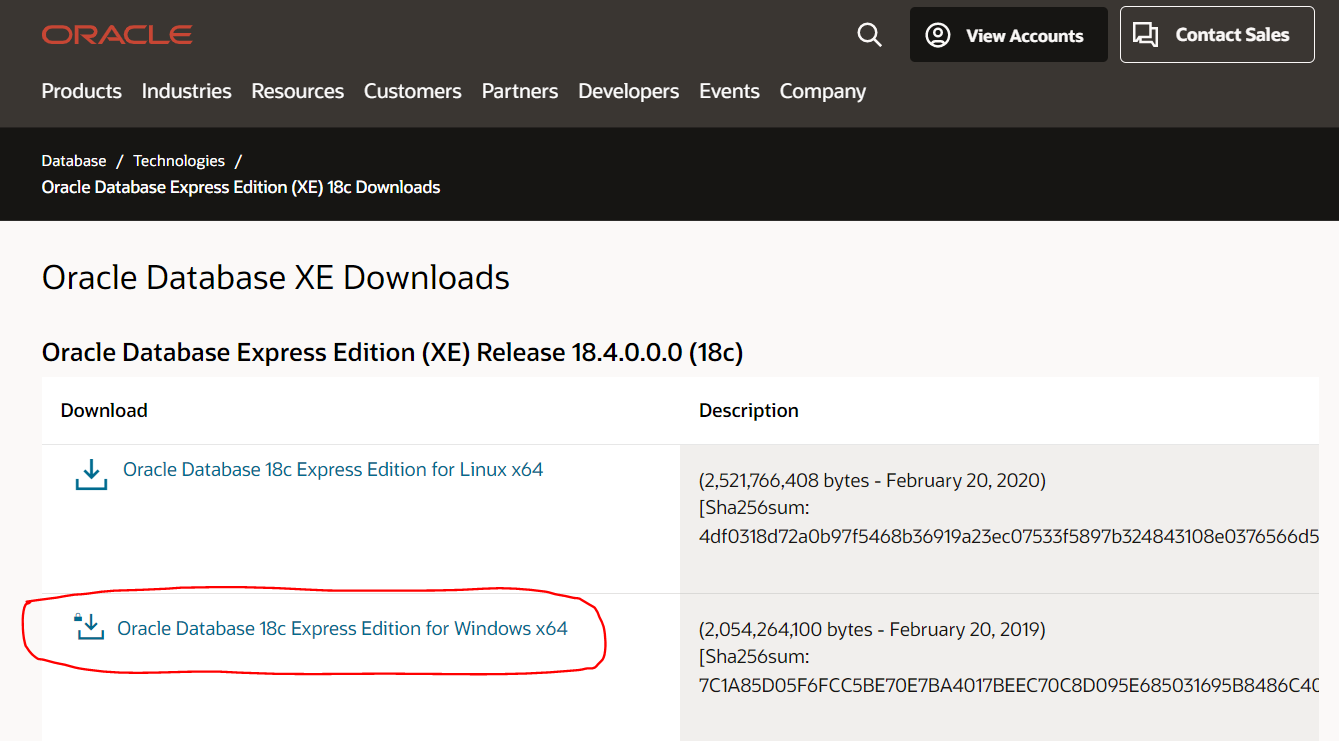 ORACLE
View Accounts
Contact Sales
Products Industries Resources Customers Partners Developers Events Company
Database / Technologies /
Oracle Database Express Edition (XE) 18c Downloads
Oracle Database XE Downloads
Oracle Database Express Edition (XE) Release 18.4.0.0.0 (18c)
Download Description
Oracle Database 18c Express Edition for Linux x64
(2,521,766,408 bytes - February 20, 2020)
[Sha256sum:
4df0318d72a0b97f5468b36919a23ec07533f5897b324843108e0376566d5
Oracle Database 18c Express Edition for Windows x64
(2,054,264,100 bytes - February 20, 2019)
[Sha256sum:
7C1A85D05F6FCC5BE70E7BA4017BEEC70C8D095E685031695B8486C40